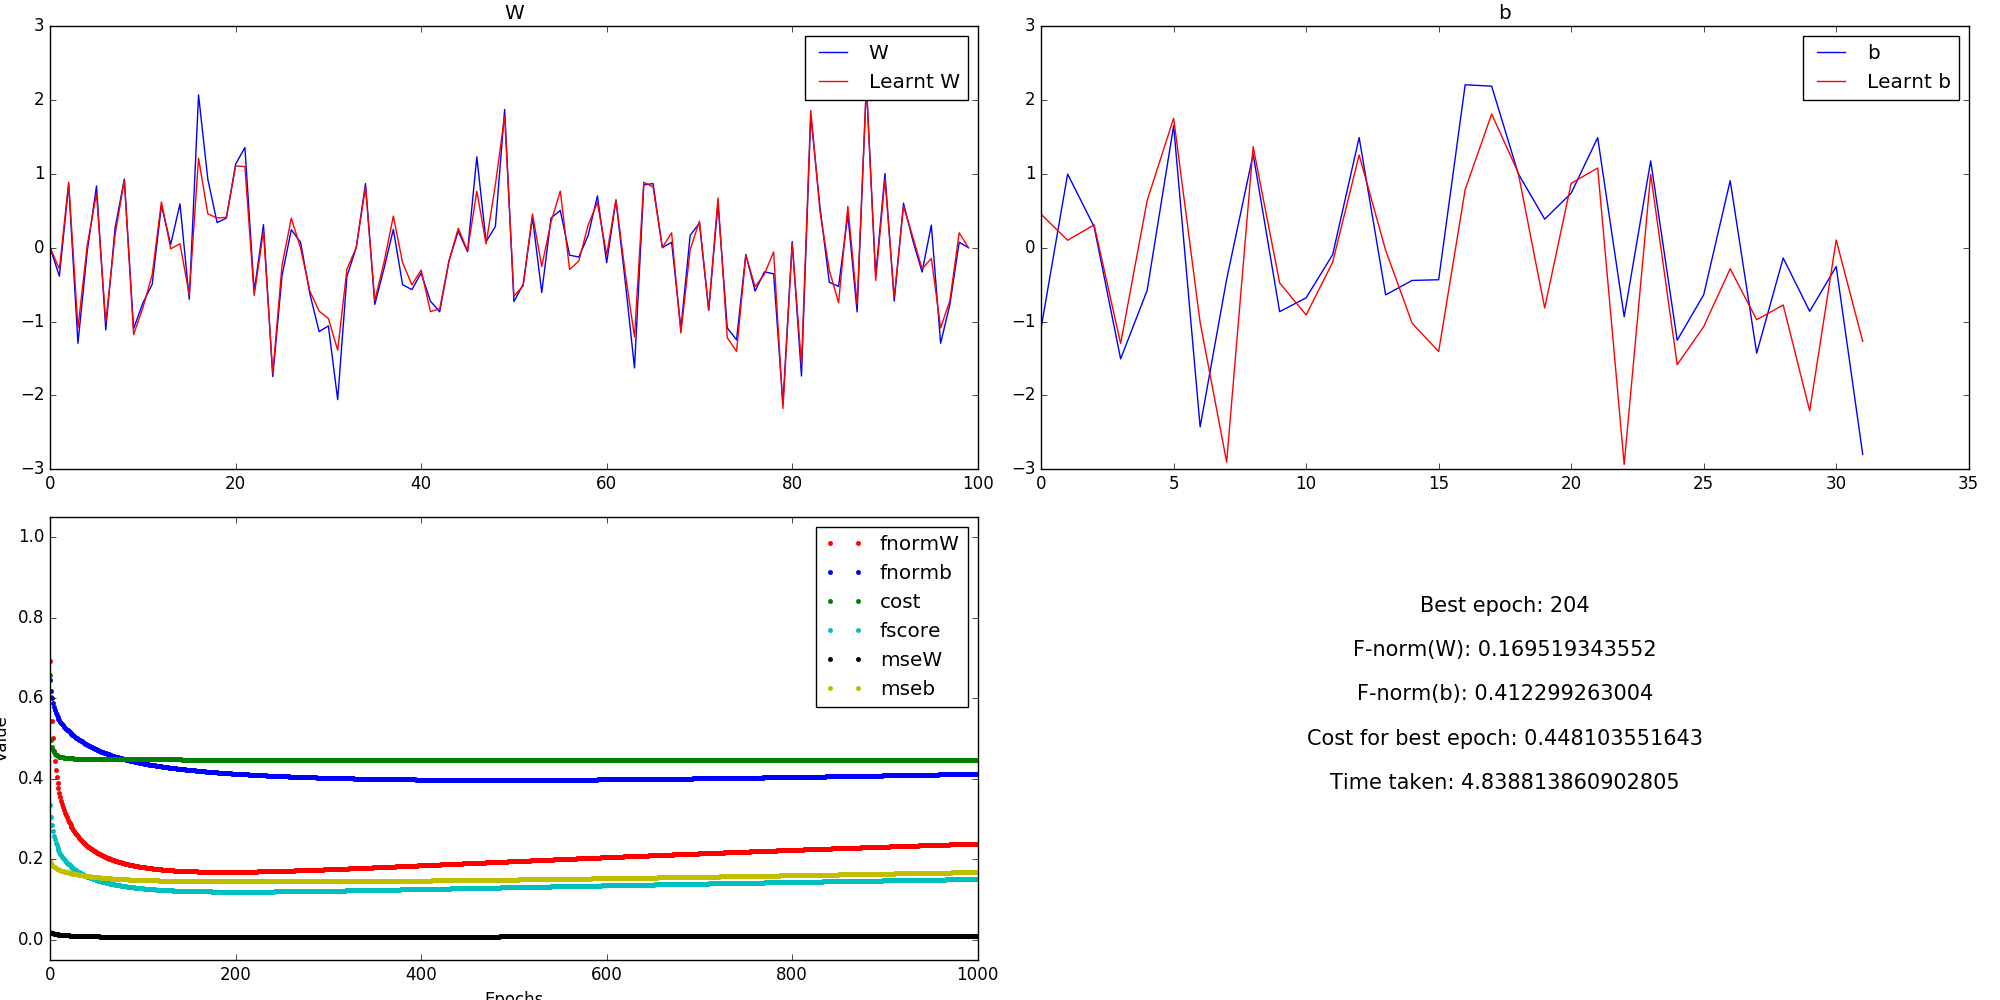 W
3
2
1
0
−1
−2
−3
0
20
40
60
80
100
W
Learnt W
b
3
2
1
0
−1
−2
−3
0
5
10
15
20
25
30
35
b
Learnt b
1.0
0.8
0.6
0.4
0.2
0.0
0
200
400
600
800
1000
Value
Epochs
fnormW
fnormb
cost
fscore
mseW
mseb
Best epoch: 204
F-norm(W): 0.169519343552
F-norm(b): 0.412299263004
Cost for best epoch: 0.448103551643
Time taken: 4.838813860902805